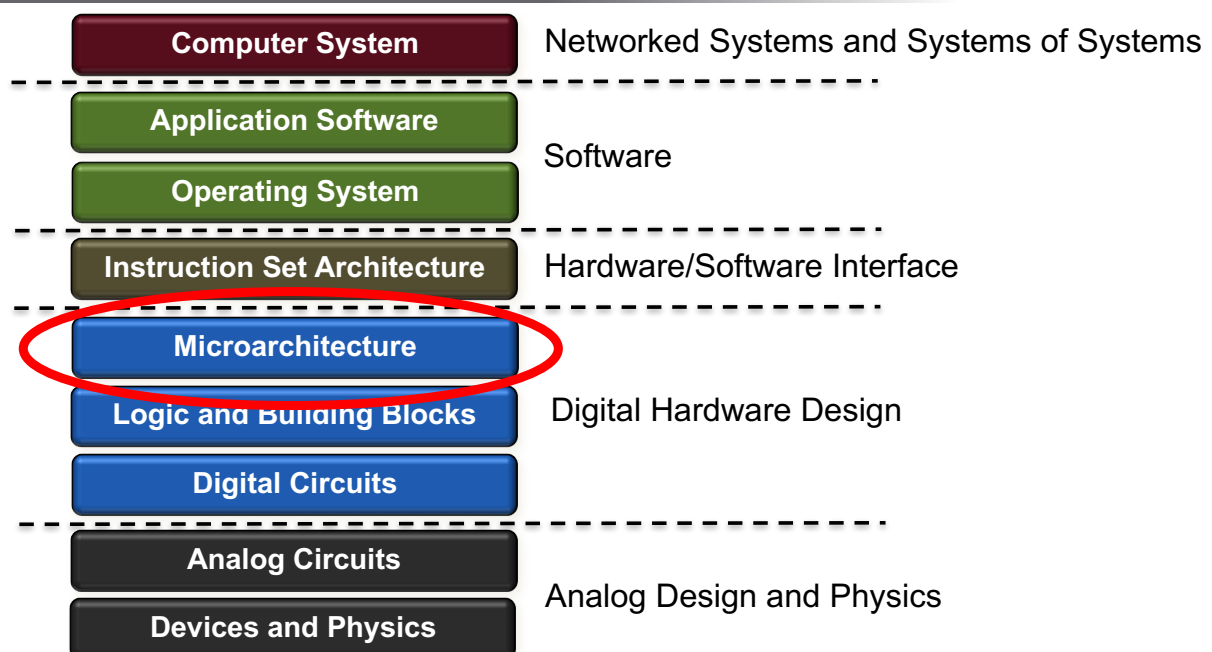 Computer System
Networked Systems and Systems of Systems
Application Software
Software
Operating System
Instruction Set Architecture
Hardware/Software Interface
Microarchitecture
Logic and Building Blocks
Digital Hardware Design
Digital Circuits
Analog Circuits
Analog Design and Physics
Devices and Physics